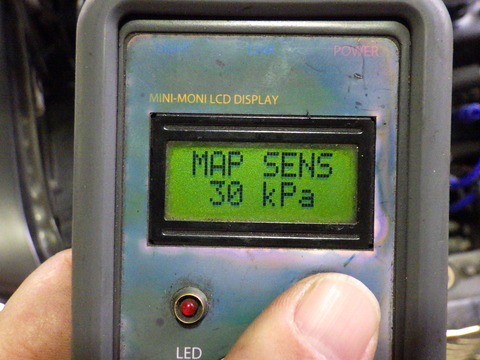 POWER
MINI-MONI LCD DISPLAY
MAP SENS
30 kPa
LED